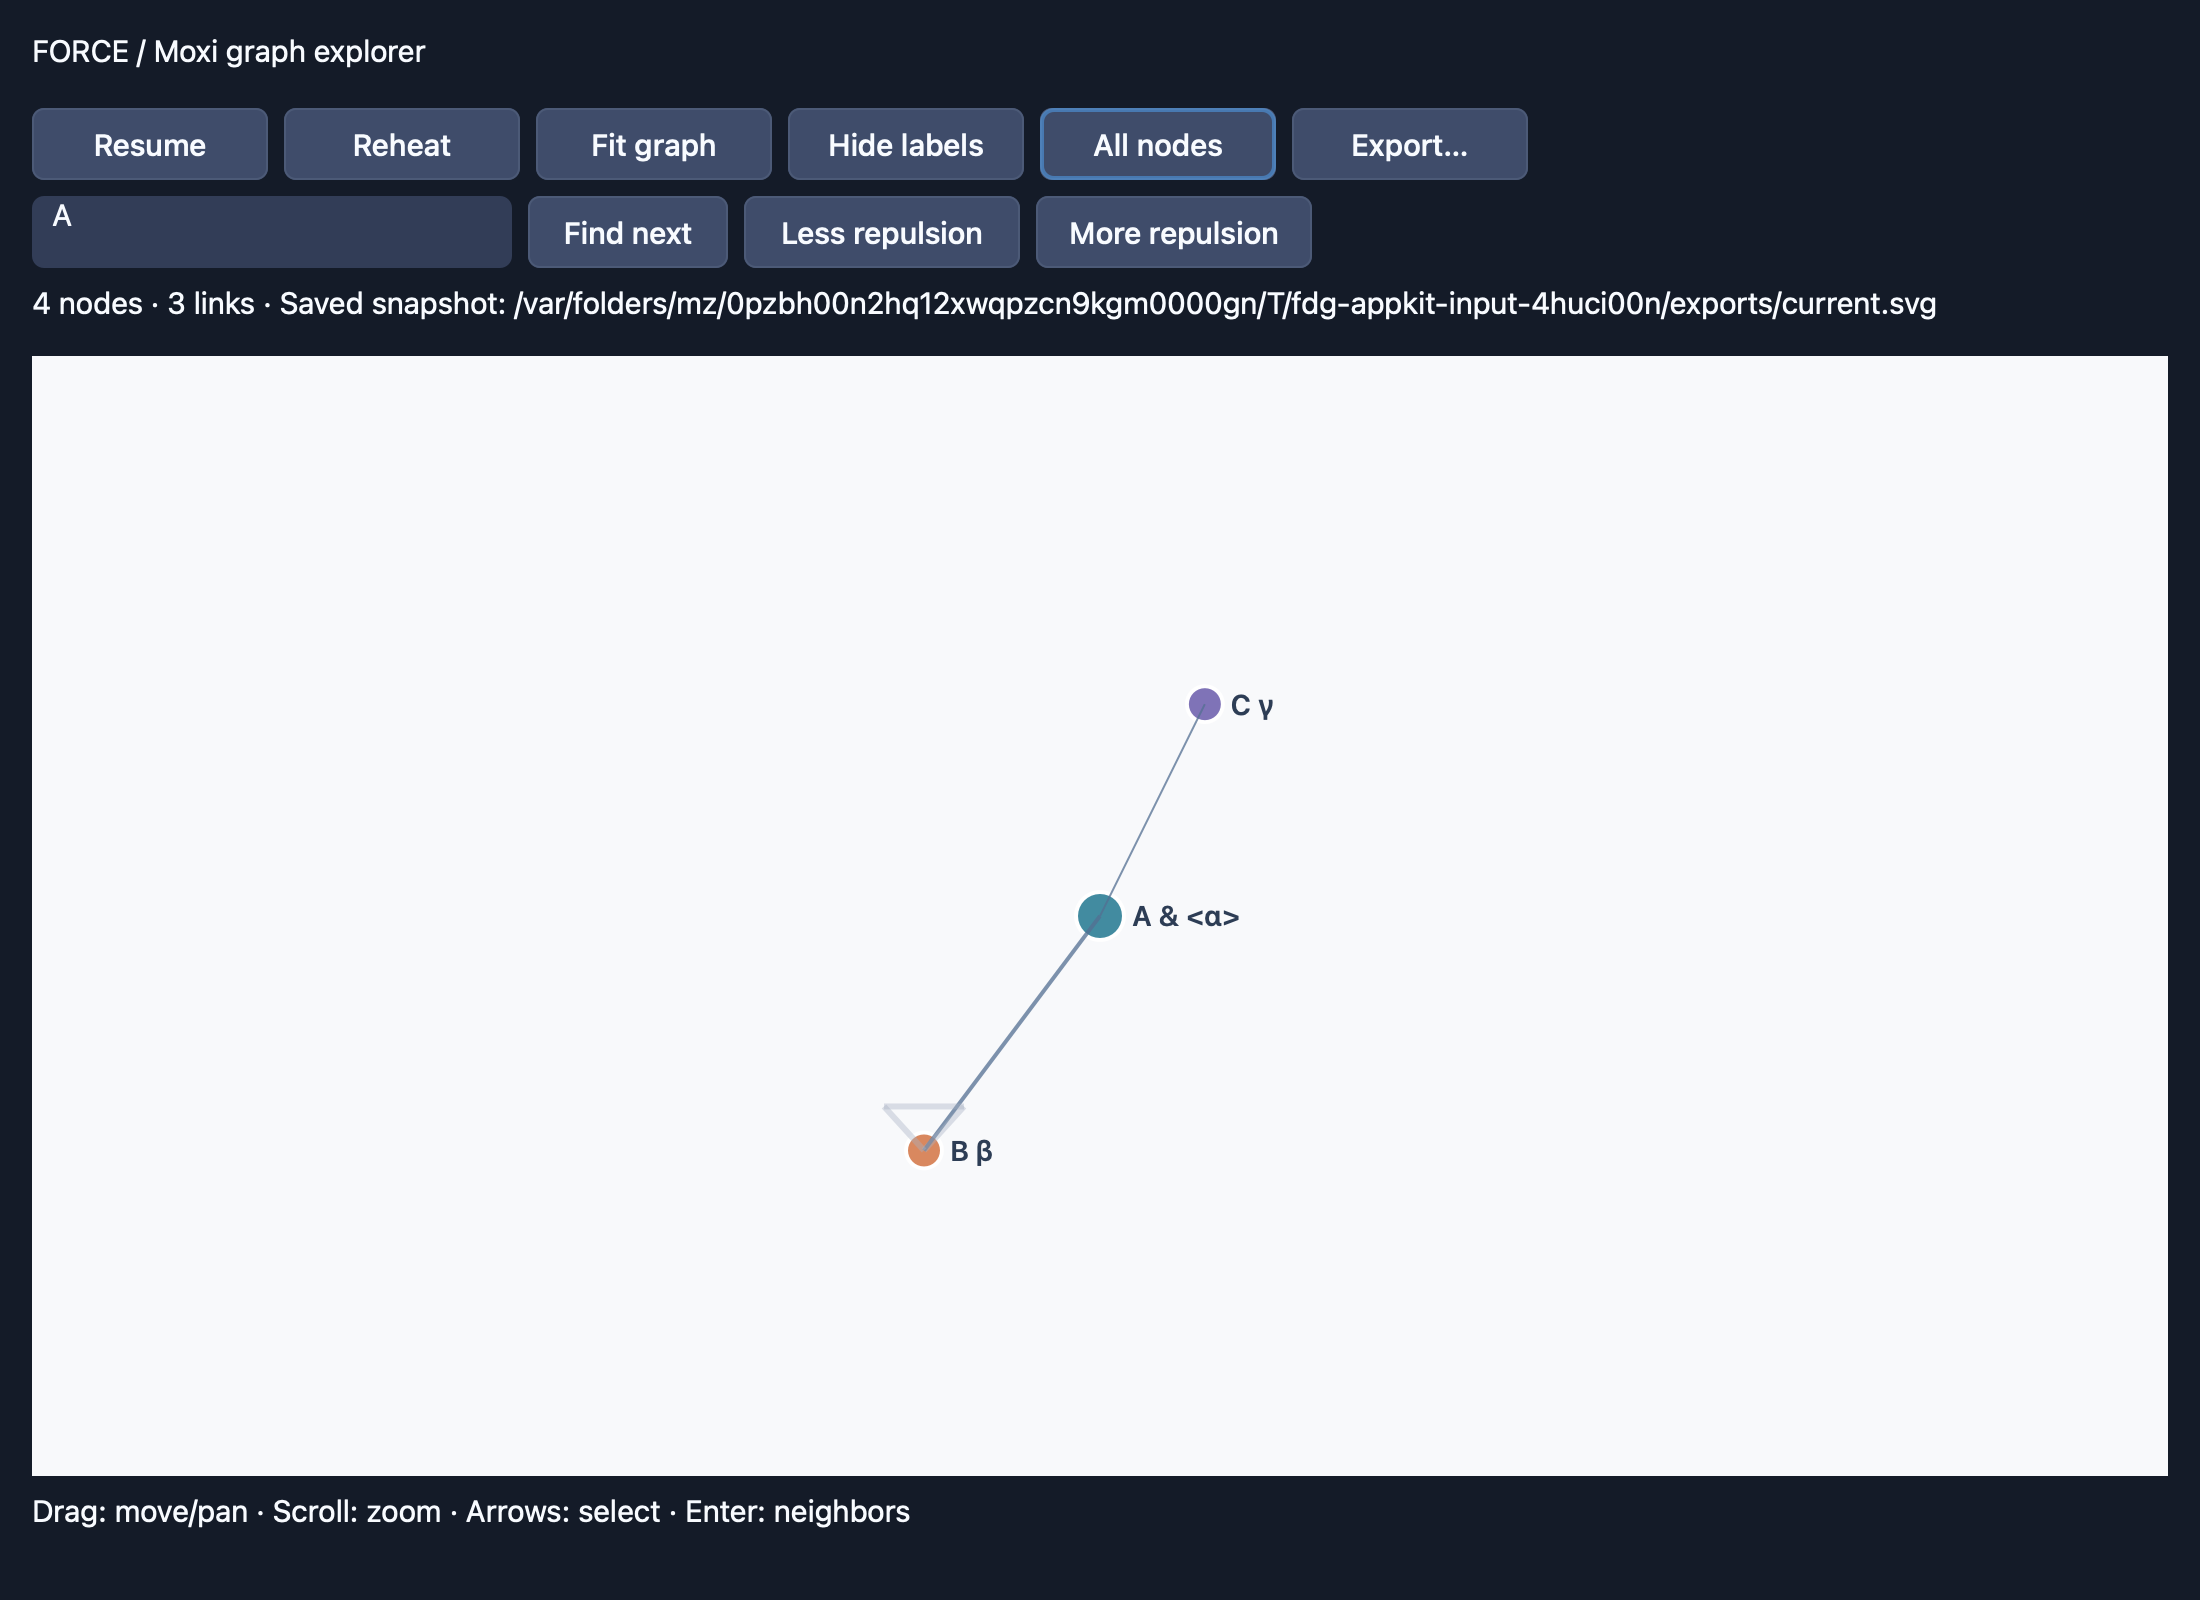 FORCE / Moxi graph explorer
Resume
Reheat
Fit graph
Hide labels
All nodes
Export...
A
Find next
Less repulsion
More repulsion
4 nodes · 3 links · Saved snapshot: /var/folders/mz/0pzbh00n2hq12xwqpzcn9kgm0000gn/T/fdg-appkit-input-4huci00n/exports/current.svg
C γ
A & <α>
B β
Drag: move/pan · Scroll: zoom · Arrows: select · Enter: neighbors